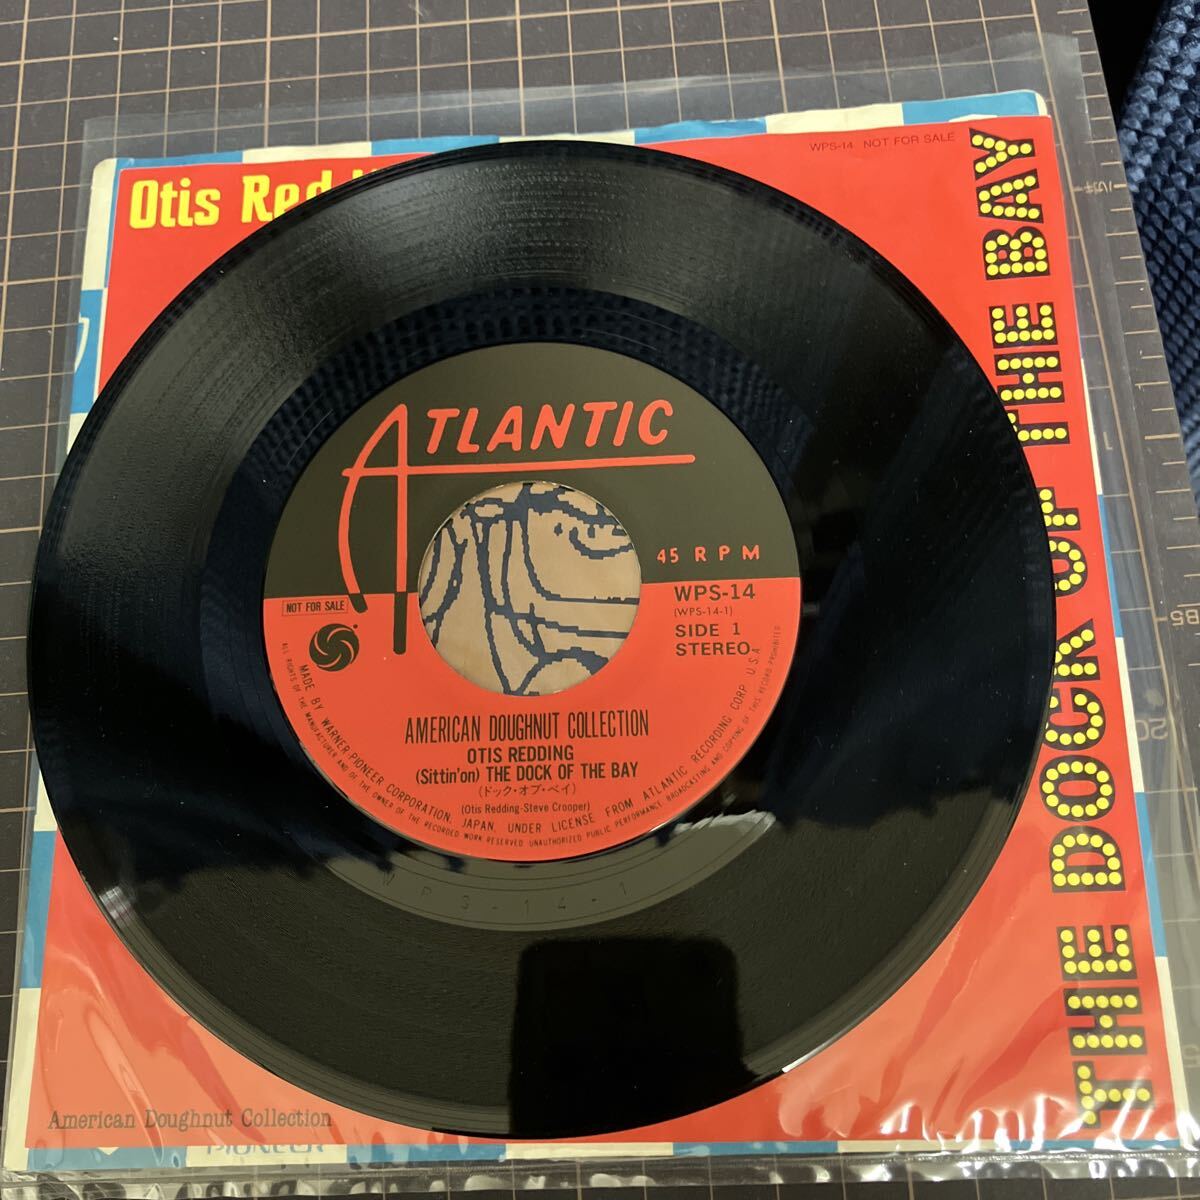 WPS-14 NOT FOR SALE
Otis Red
THE DOCK OF THE BAY
ATLANTIC
45 RPM
WPS-14
(WPS-14-1)
SIDE 1
STEREO
NOT FOR SALE
AMERICAN DOUGHNUT COLLECTION
OTIS REDDING
(Sittin'on) THE DOCK OF THE BAY
(ドック・オブ・ベイ)
(Otis Redding-Steve Crooper)
MADE BY WARNER-PIONEER CORPORATION, JAPAN, UNDER LICENSE FROM ATLANTIC RECORDING CORP. U.S.A.
ALL RIGHTS OF THE MANUFACTURER AND OF THE OWNER OF THE RECORDED WORK RESERVED. UNAUTHORIZED PUBLIC PERFORMANCE, BROADCASTING AND COPYING OF THIS RECORD PROHIBITED
WPS-14-1
American Doughnut Collection
PIONEER
B5